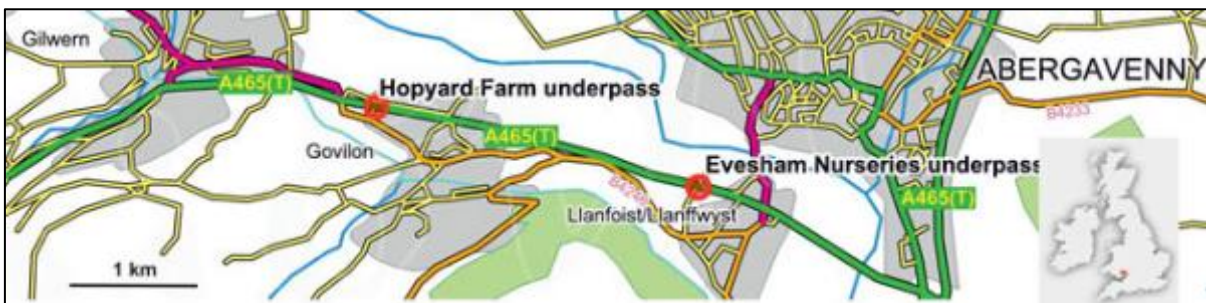 Gilwern
A465(T)
Hopyard Farm underpass
ABERGAVENNY
B4233
A465(T)
Govilon
Evesham Nurseries underpass
A465(T)
Llanfoist/Llanffwyst
1 km